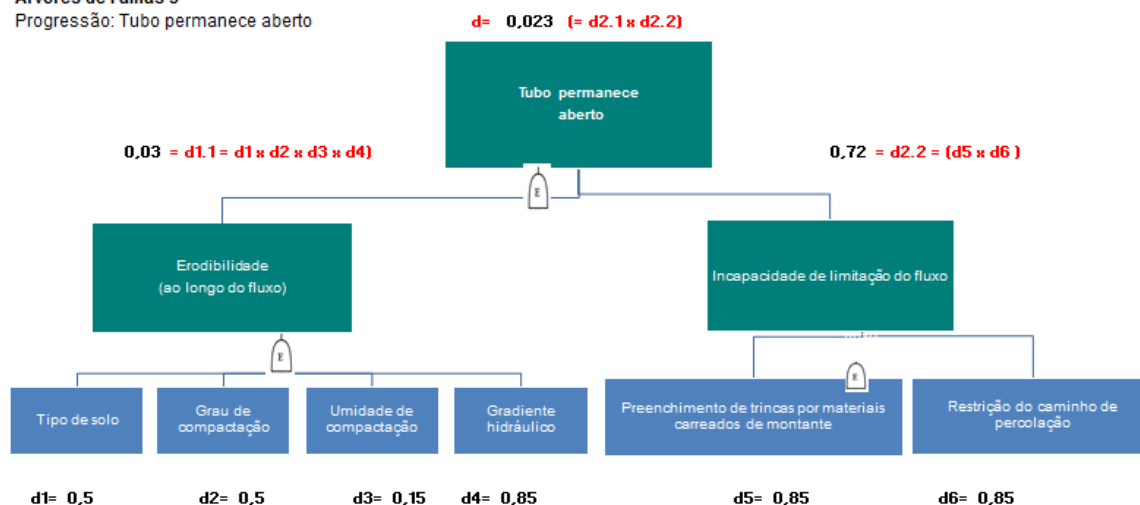 Progressão: Tubo permanece aberto
d= 0,023 (= d2.1 x d2.2)
Tubo permanece
aberto
0,03 = d1.1 = d1 x d2 x d3 x d4)
0,72 = d2.2 = (d5 x d6 )
E
Erodibilidade
(ao longo do fluxo)
Incapacidade de limitação do fluxo
E
E
Tipo de solo
Grau de
compactação
Umidade de
compactação
Gradiente
hidráulico
Preenchimento de trincas por materiais
carreados de montante
Restrição do caminho de
percolação
d1= 0,5
d2= 0,5
d3= 0,15
d4= 0,85
d5= 0,85
d6= 0,85